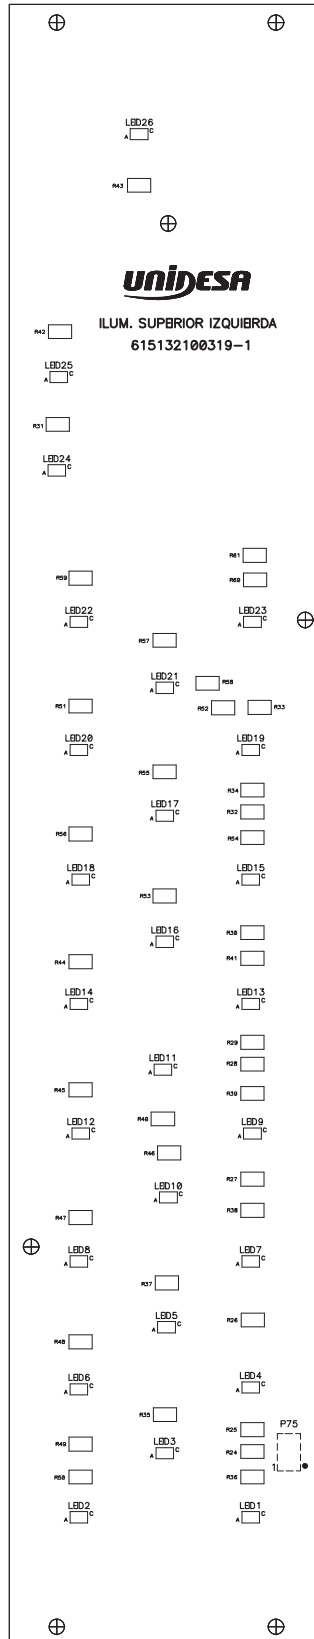 LED26
A C
R43
UNIDESA
ILUM. SUPERIOR IZQUIERDA
615132100319-1
R42
LED25
A C
R31
LED24
A C
R61
R59 R60
LED22 LED23
A C A C
R57
LED21
A C
R58
R51 R52 R33
LED20 LED19
A C A C
R55
R34
LED17 R32
A C
R56 R54
LED18 LED15
A C A C
R53
LED16 R30
A C
R44 R41
LED14 LED13
A C A C
R29
LED11 R28
A C
R45 R39
R40
LED12 LED9
A C A C
R46
R27
LED10
A C
R47 R38
LED8 LED7
A C A C
R37
LED5 R26
A C
R48
LED6 LED4
A C A C
R35
R25 P75
R49 LED3 R24
A C
1
R50 R36
LED2 LED1
A C A C